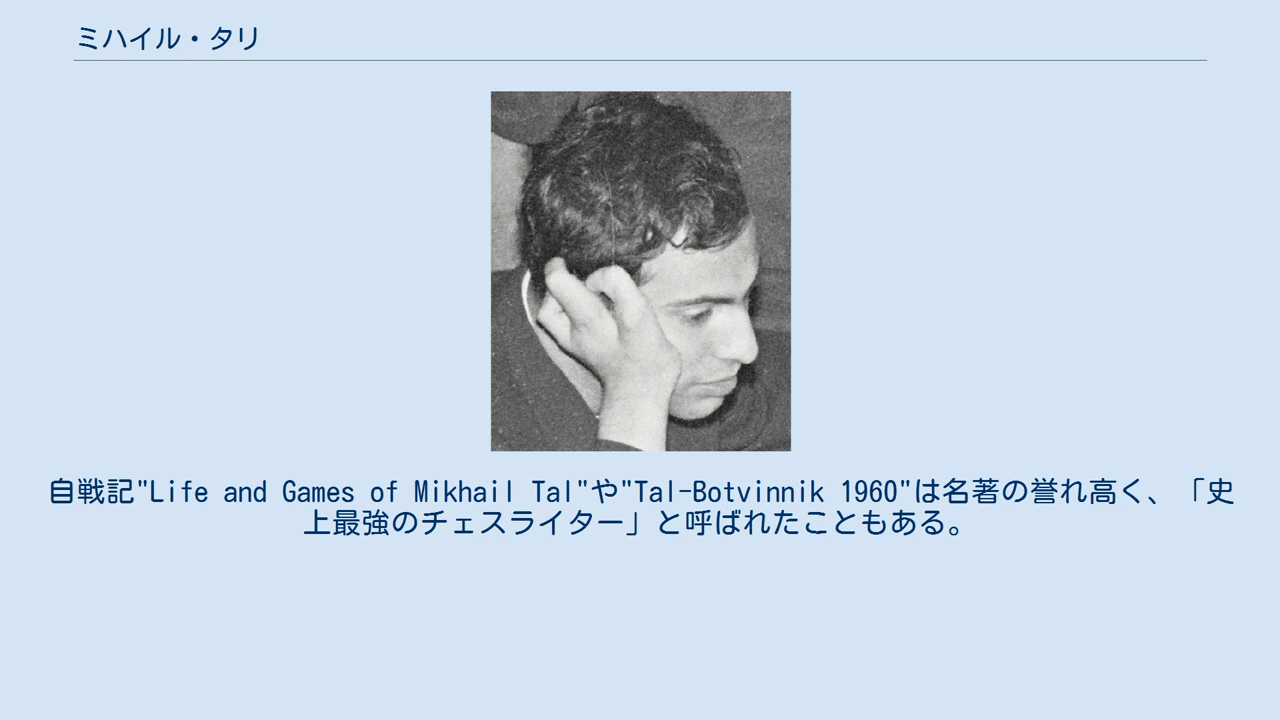 ミハイル・タリ
自戦記"Life and Games of Mikhail Tal"や"Tal-Botvinnik 1960"は名著の誉れ高く、「史
上最強のチェスライター」と呼ばれたこともある。